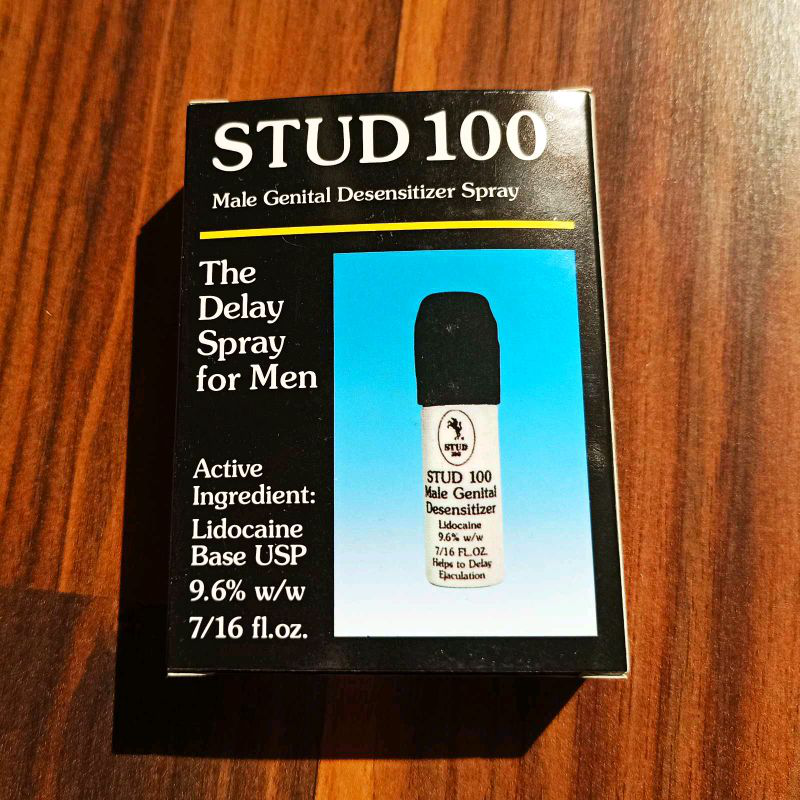 STUD 100®
Male Genital Desensitizer Spray
The
Delay
Spray
for Men
Active
Ingredient:
Lidocaine
Base USP
9.6% w/w
7/16 fl.oz.
STUD
100
STUD 100
Male Genital
Desensitizer
Lidocaine
9.6% w/w
7/16 FL.OZ.
Helps to Delay
Ejaculation